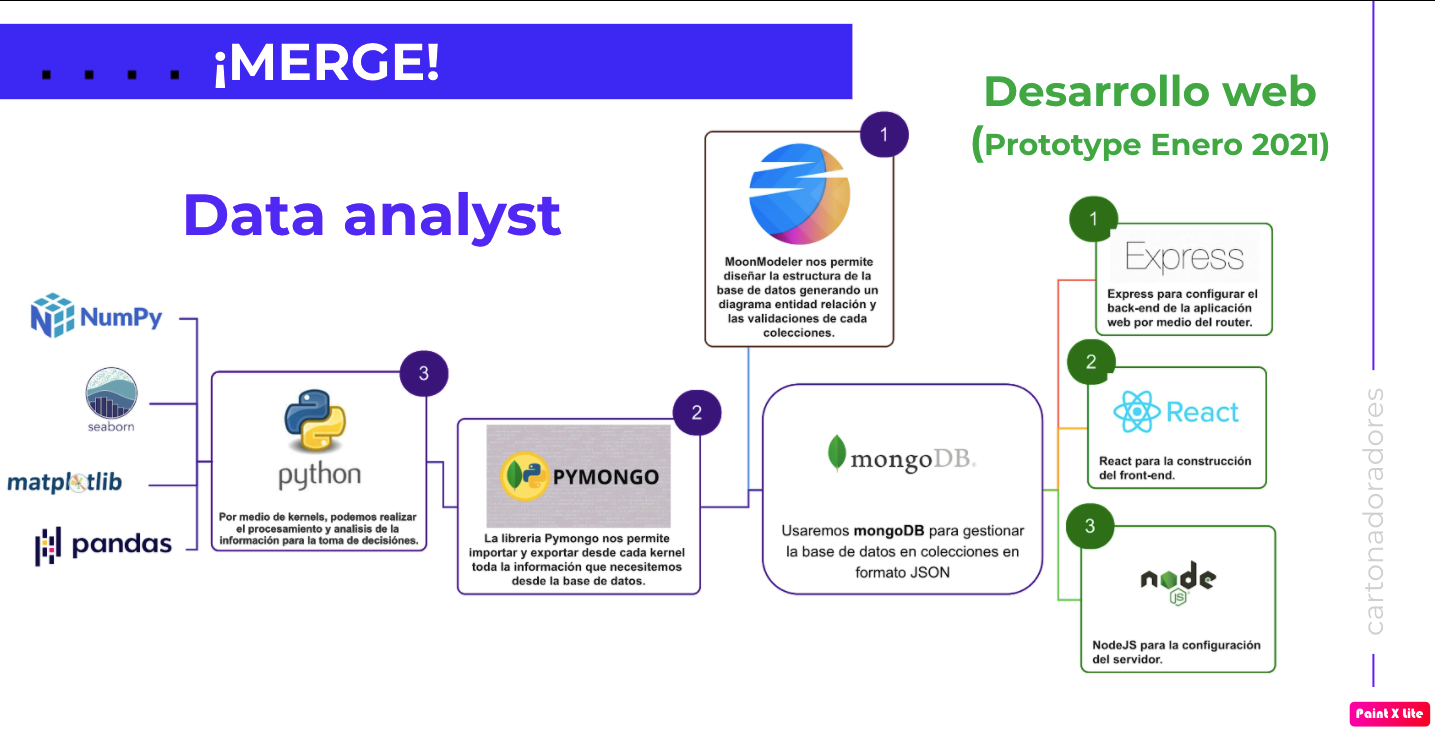 ¡MERGE!
Desarrollo web
(Prototype Enero 2021)
Data analyst
1
MoonModeler nos permite
diseñar la estructura de la
base de datos generando un
diagrama entidad relación y
las validaciones de cada
colecciones.
NumPy
seaborn
matplotlib
pandas
3
python
Por medio de kernels, podemos realizar
el procesamiento y analisis de la
información para la toma de decisiónes.
2
PYMONGO
La libreria Pymongo nos permite
importar y exportar desde cada kernel
toda la información que necesitemos
desde la base de datos.
mongoDB.
Usaremos mongoDB para gestionar
la base de datos en colecciones en
formato JSON
1
Express
Express para configurar el
back-end de la aplicación
web por medio del router.
2
React
React para la construcción
del front-end.
3
node
JS
NodeJS para la configuración
del servidor.
cartonadoradores
Paint X Lite